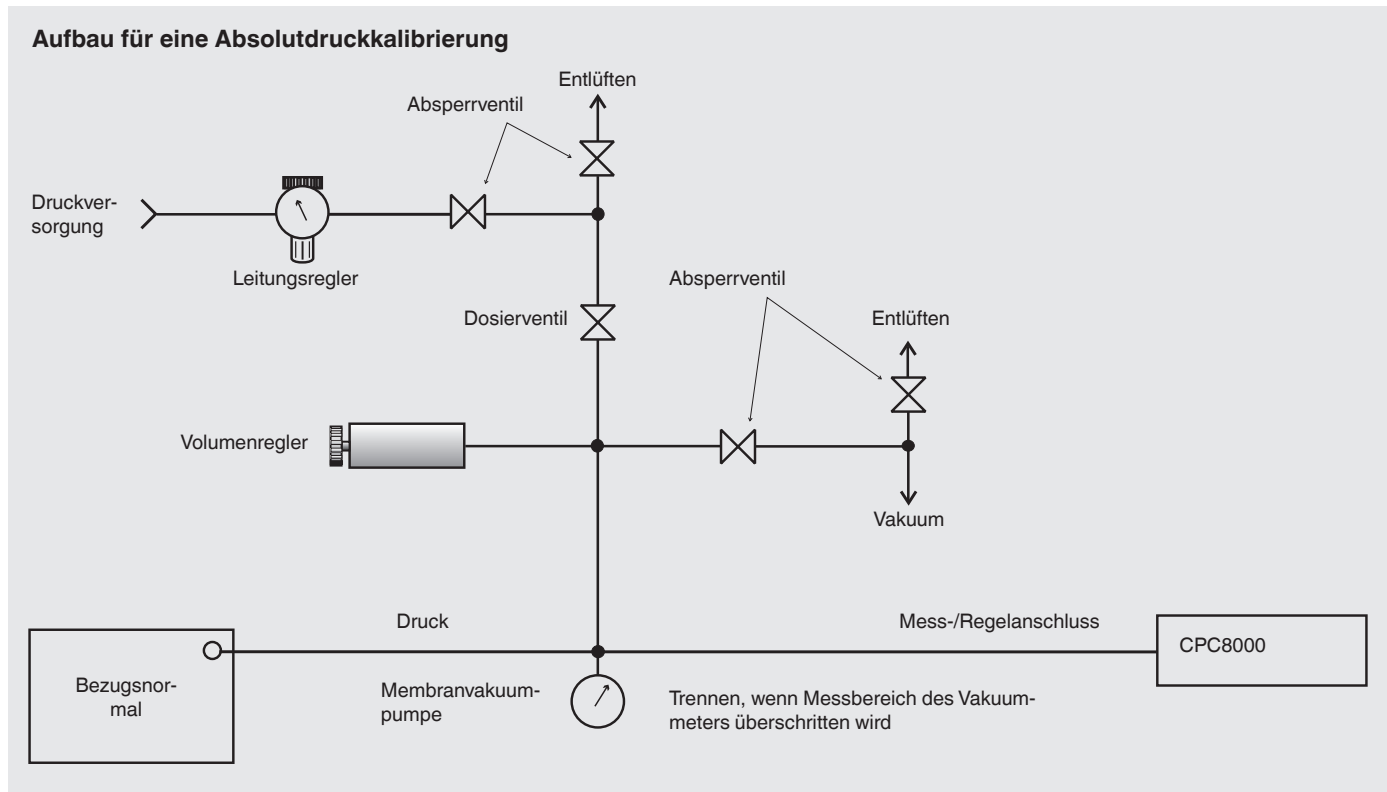 Aufbau für eine Absolutdruckkalibrierung
Entlüften
Absperrventil
Druckver-
sorgung
Leitungsregler
Absperrventil
Dosierventil
Entlüften
Volumenregler
Vakuum
Druck
Mess-/Regelanschluss
CPC8000
Bezugsnor-
mal
Membranvakuum-
pumpe
Trennen, wenn Messbereich des Vakuum-
meters überschritten wird